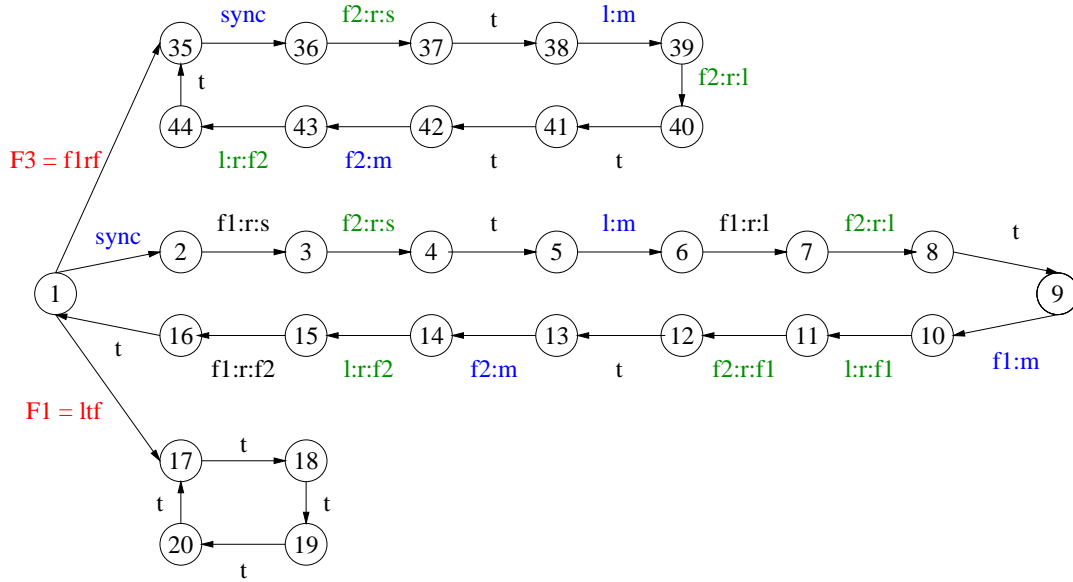 sync f2:r:s t l:m
35 36 37 38 39
t f2:r:l
44 43 42 41 40
F3 = f1rf l:r:f2 f2:m t t
sync f1:r:s f2:r:s t l:m f1:r:l f2:r:l t
2 3 4 5 6 7 8
1 9
16 15 14 13 12 11 10
t f1:r:f2 l:r:f2 f2:m t f2:r:f1 l:r:f1 f1:m
F1 = ltf
t
17 18
t t
20 19
t